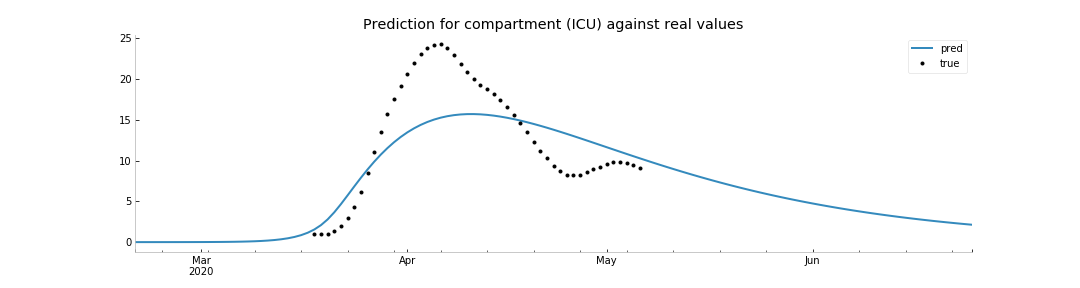 Prediction for compartment (ICU) against real values
25
20
15
10
5
0
pred
true
Mar
2020
Apr
May
Jun